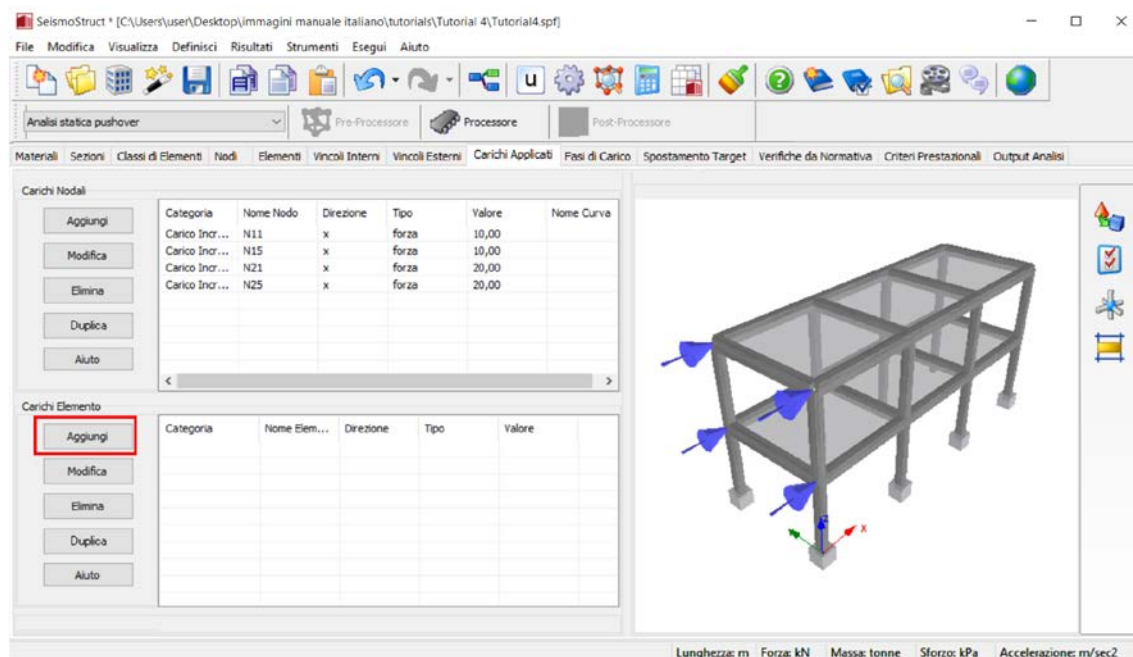 SeismoStruct * [C:\Users\user\Desktop\immagini manuale italiano\tutorials\Tutorial 4\Tutorial4.spf]
File Modifica Visualizza Definisci Risultati Strumenti Esegui Aiuto
u
Analisi statica pushover Pre-Processore Processore Post-Processore
Materiali Sezioni Classi di Elementi Nodi Elementi Vincoli Interni Vincoli Esterni Carichi Applicati Fasi di Carico Spostamento Target Verifiche da Normativa Criteri Prestazionali Output Analisi
Carichi Nodali
Aggiungi
Modifica
Elimina
Duplica
Aiuto
Categoria Nome Nodo Direzione Tipo Valore Nome Curva
Carico Incr... N11 x forza 10,00
Carico Incr... N15 x forza 10,00
Carico Incr... N21 x forza 20,00
Carico Incr... N25 x forza 20,00
Carichi Elemento
Aggiungi
Modifica
Elimina
Duplica
Aiuto
Categoria Nome Elem... Direzione Tipo Valore
x
Lunghezza: m Forza: kN Massa: tonne Sforzo: kPa Accelerazione: m/sec2